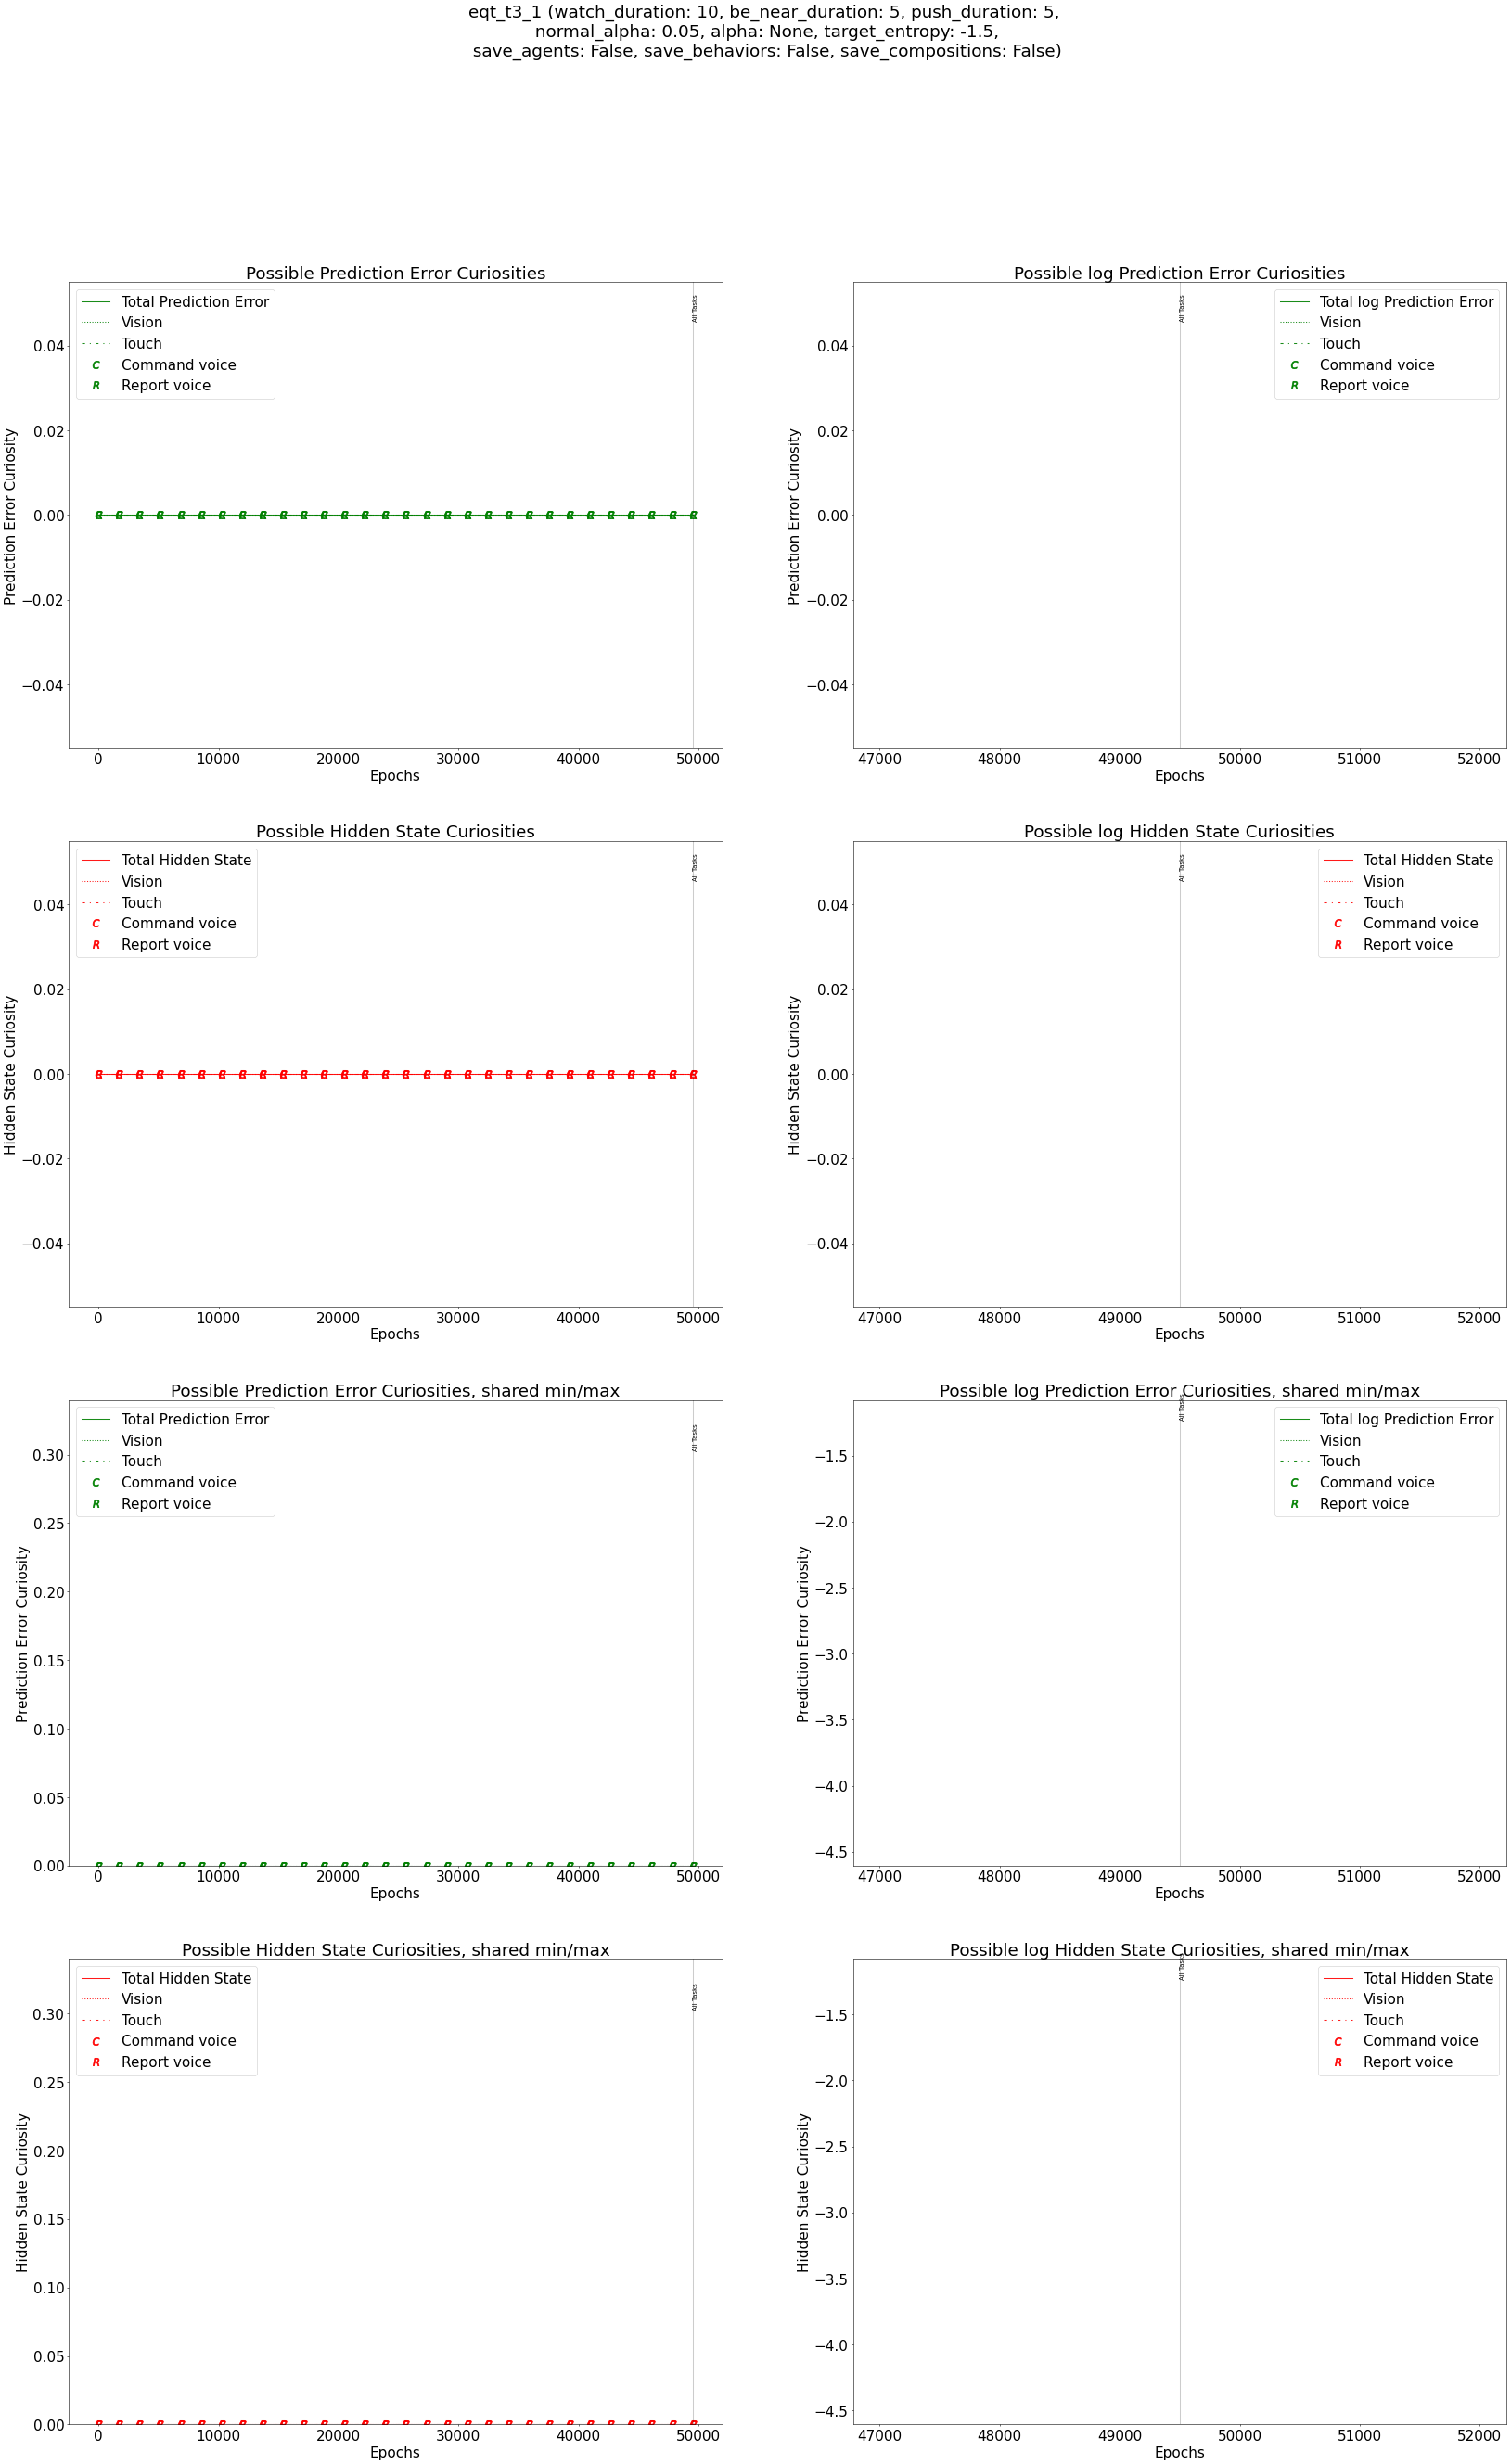 eqt_t3_1 (watch_duration: 10, be_near_duration: 5, push_duration: 5,
normal_alpha: 0.05, alpha: None, target_entropy: -1.5,
save_agents: False, save_behaviors: False, save_compositions: False)
Possible Prediction Error Curiosities
Total Prediction Error
Vision
Touch
C Command voice
R Report voice
All Tasks
0.04
0.02
0.00
−0.02
−0.04
Prediction Error Curiosity
0 10000 20000 30000 40000 50000
Epochs
Possible log Prediction Error Curiosities
Total log Prediction Error
Vision
Touch
C Command voice
R Report voice
All Tasks
0.04
0.02
0.00
−0.02
−0.04
Prediction Error Curiosity
47000 48000 49000 50000 51000 52000
Epochs
Possible Hidden State Curiosities
Total Hidden State
Vision
Touch
C Command voice
R Report voice
All Tasks
0.04
0.02
0.00
−0.02
−0.04
Hidden State Curiosity
0 10000 20000 30000 40000 50000
Epochs
Possible log Hidden State Curiosities
Total Hidden State
Vision
Touch
C Command voice
R Report voice
All Tasks
0.04
0.02
0.00
−0.02
−0.04
Hidden State Curiosity
47000 48000 49000 50000 51000 52000
Epochs
Possible Prediction Error Curiosities, shared min/max
Total Prediction Error
Vision
Touch
C Command voice
R Report voice
All Tasks
0.30
0.25
0.20
0.15
0.10
0.05
0.00
Prediction Error Curiosity
0 10000 20000 30000 40000 50000
Epochs
Possible log Prediction Error Curiosities, shared min/max
Total log Prediction Error
Vision
Touch
C Command voice
R Report voice
All Tasks
−1.5
−2.0
−2.5
−3.0
−3.5
−4.0
−4.5
Prediction Error Curiosity
47000 48000 49000 50000 51000 52000
Epochs
Possible Hidden State Curiosities, shared min/max
Total Hidden State
Vision
Touch
C Command voice
R Report voice
All Tasks
0.30
0.25
0.20
0.15
0.10
0.05
0.00
Hidden State Curiosity
0 10000 20000 30000 40000 50000
Epochs
Possible log Hidden State Curiosities, shared min/max
Total Hidden State
Vision
Touch
C Command voice
R Report voice
All Tasks
−1.5
−2.0
−2.5
−3.0
−3.5
−4.0
−4.5
Hidden State Curiosity
47000 48000 49000 50000 51000 52000
Epochs